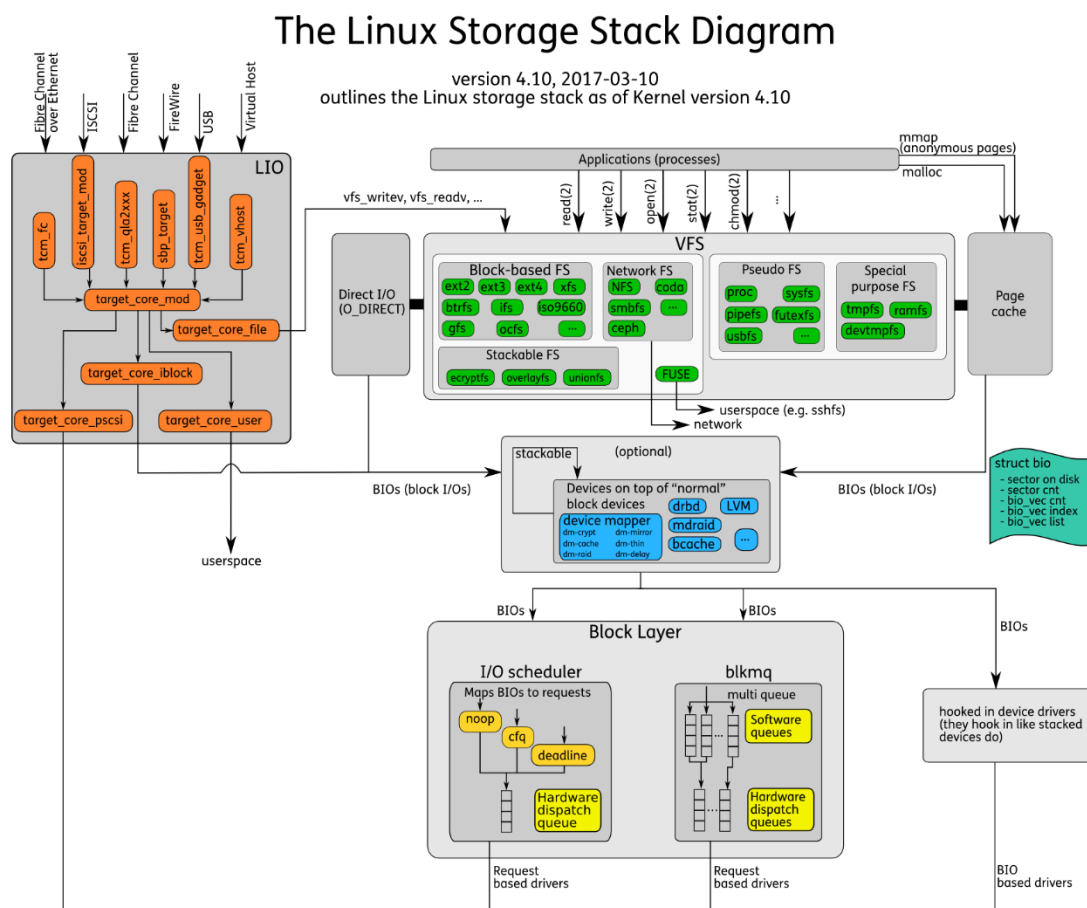 The Linux Storage Stack Diagram
version 4.10, 2017-03-10
outlines the Linux storage stack as of Kernel version 4.10
Fibre Channel
over Ethernet
ISCSI
Fibre Channel
FireWire
USB
Virtual Host
LIO
tcm_fc
iscsi_target_mod
tcm_qla2xxx
sbp_target
tcm_usb_gadget
tcm_vhost
target_core_mod
target_core_file
target_core_iblock
target_core_pscsi
target_core_user
vfs_writev, vfs_readv, ...
userspace
Applications (processes)
mmap
(anonymous pages)
malloc
read(2)
write(2)
open(2)
stat(2)
chmod(2)
...
VFS
Direct I/O
(O_DIRECT)
Block-based FS
ext2 ext3 ext4 xfs
btrfs ifs iso9660
gfs ocfs ...
Network FS
NFS coda
smbfs ...
ceph
Pseudo FS
proc sysfs
pipefs futexfs
usbfs ...
Special
purpose FS
tmpfs ramfs
devtmpfs
Stackable FS
ecryptfs overlayfs unionfs
FUSE
Page
cache
userspace (e.g. sshfs)
network
BIOs (block I/Os)
stackable
(optional)
Devices on top of “normal”
block devices
device mapper
dm-crypt dm-mirror
dm-cache dm-thin
dm-raid dm-delay
drbd LVM
mdraid
bcache ...
BIOs (block I/Os)
struct bio
- sector on disk
- sector cnt
- bio_vec cnt
- bio_vec index
- bio_vec list
BIOs
BIOs
BIOs
Block Layer
I/O scheduler
Maps BIOs to requests
noop
cfq
deadline
Hardware
dispatch
queue
blkmq
multi queue
Software
queues
...
Hardware
dispatch
queues
...
hooked in device drivers
(they hook in like stacked
devices do)
Request
based drivers
Request
based drivers
BIO
based drivers